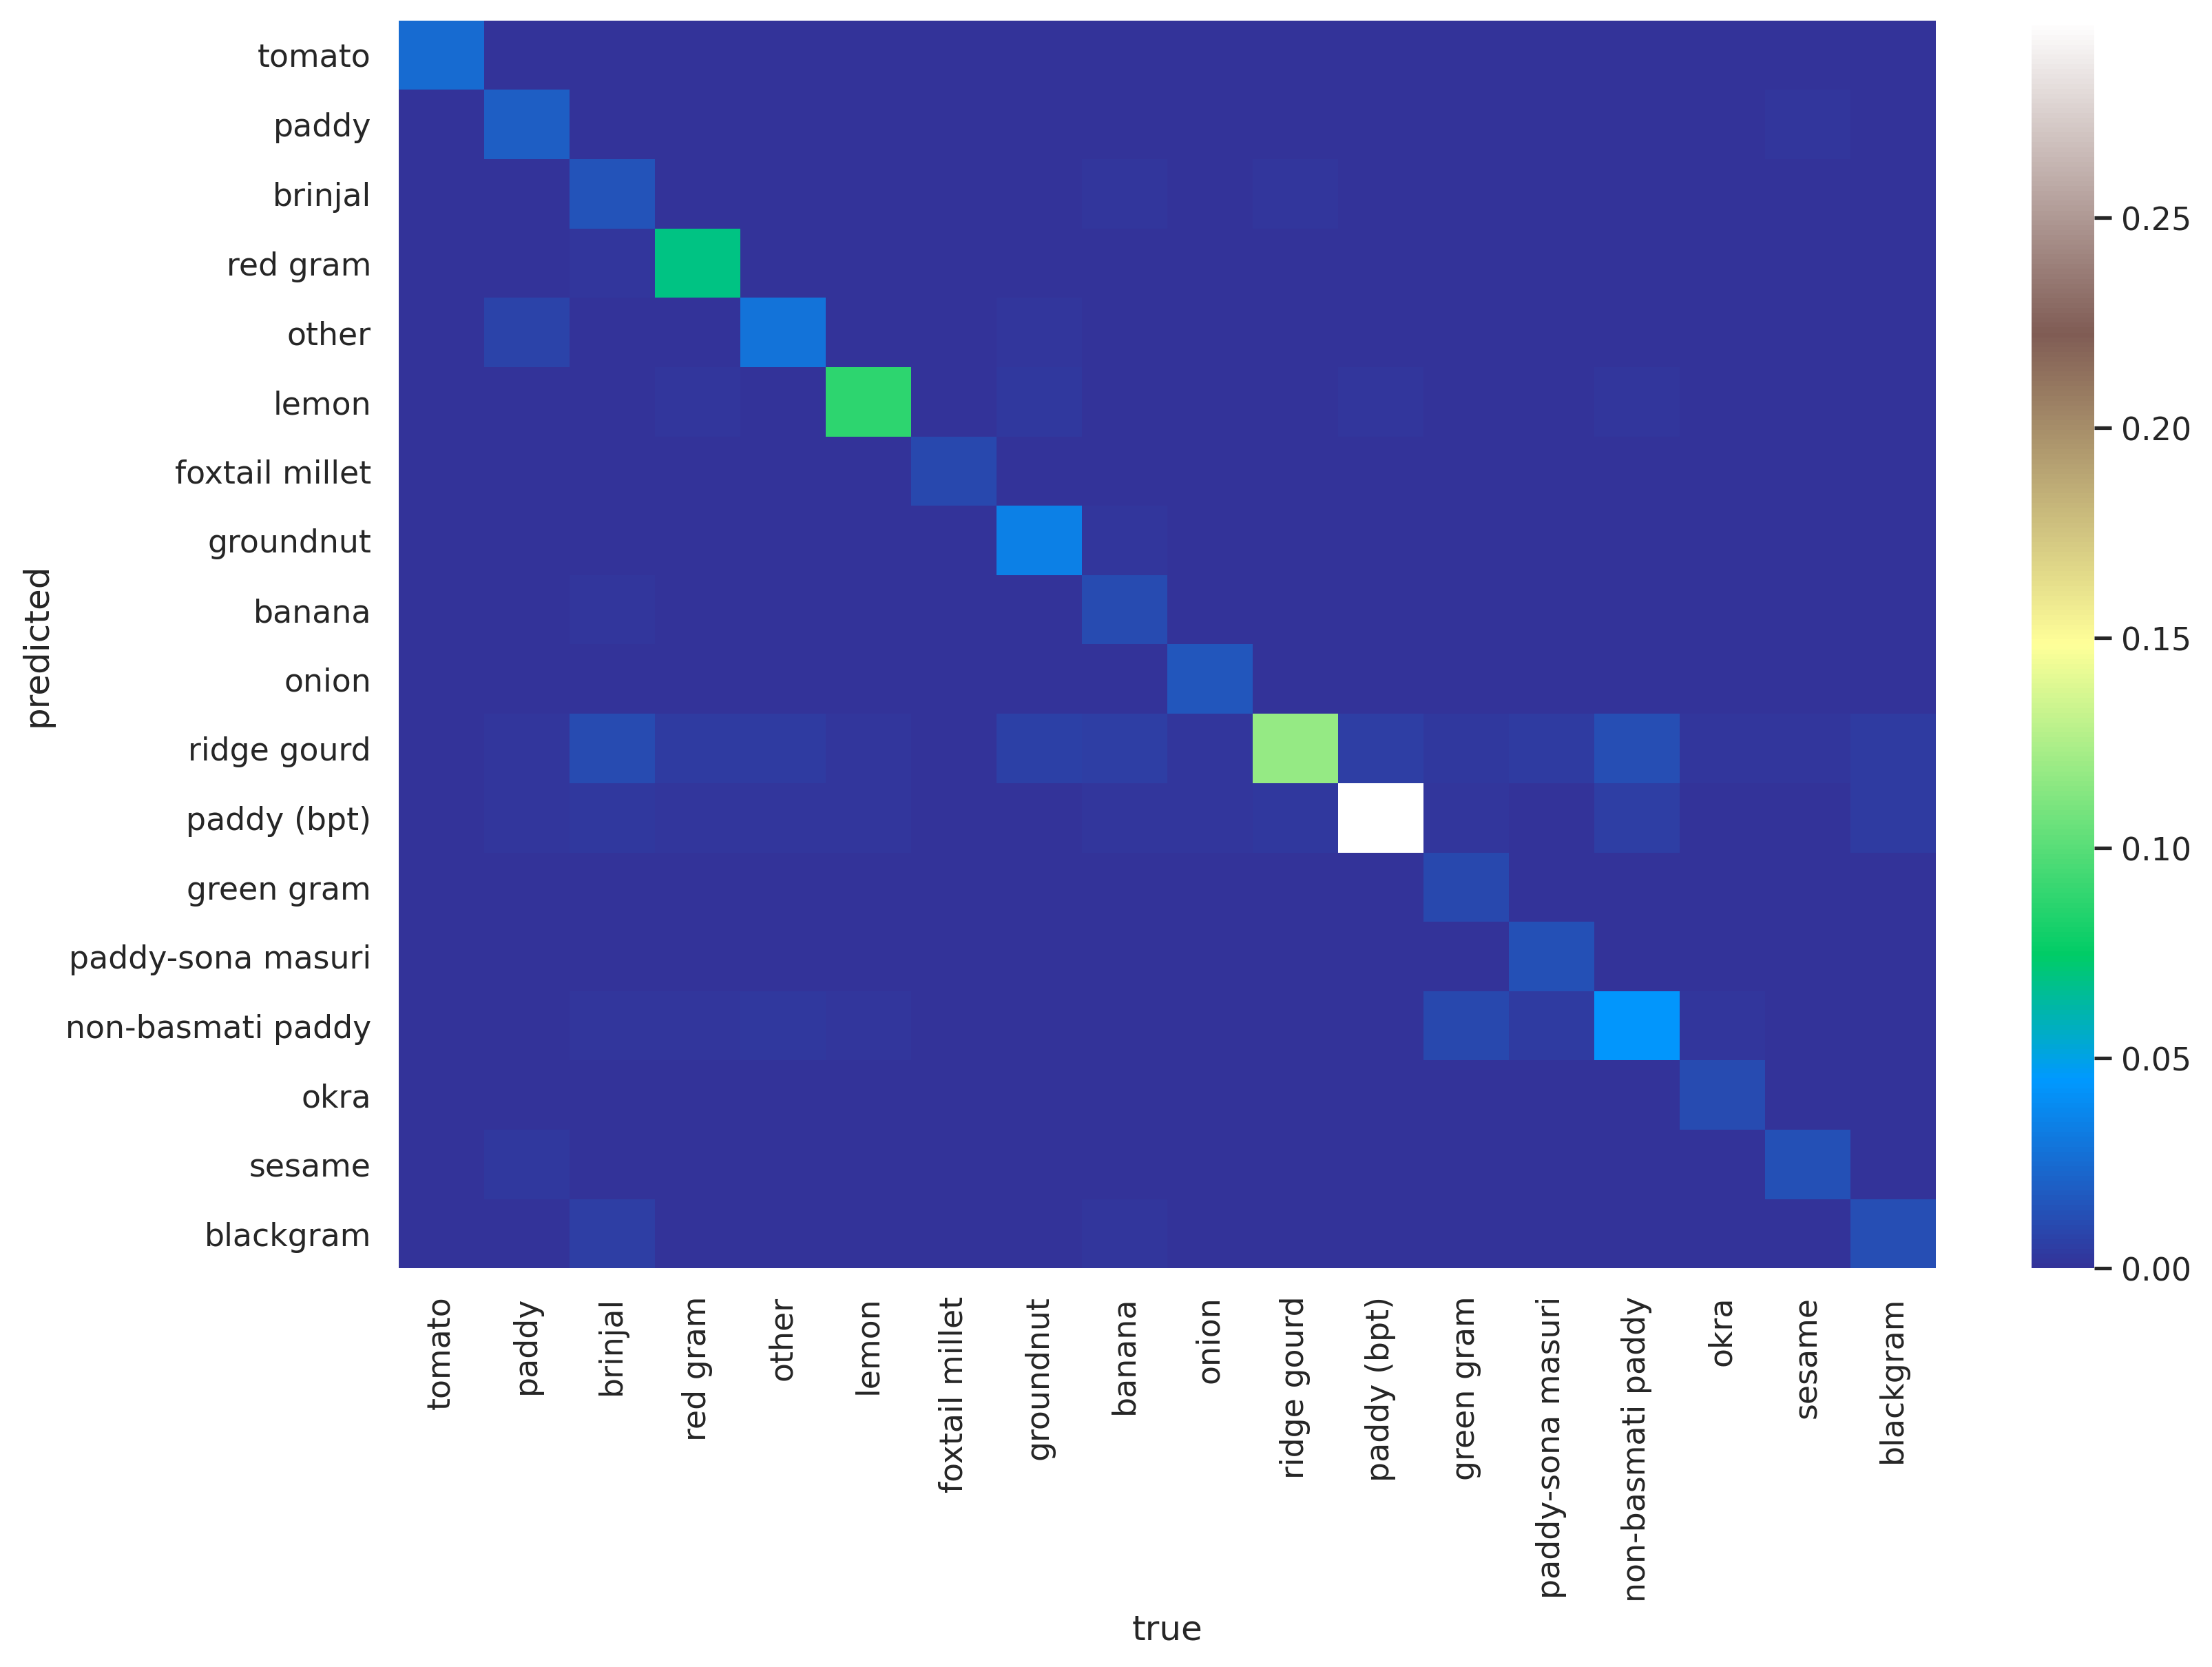 tomato
paddy
brinjal
red gram
other
lemon
foxtail millet
groundnut
banana
onion
ridge gourd
paddy (bpt)
green gram
paddy-sona masuri
non-basmati paddy
okra
sesame
blackgram
predicted
tomato
paddy
brinjal
red gram
other
lemon
foxtail millet
groundnut
banana
onion
ridge gourd
paddy (bpt)
green gram
paddy-sona masuri
non-basmati paddy
okra
sesame
blackgram
true
0.25
0.20
0.15
0.10
0.05
0.00